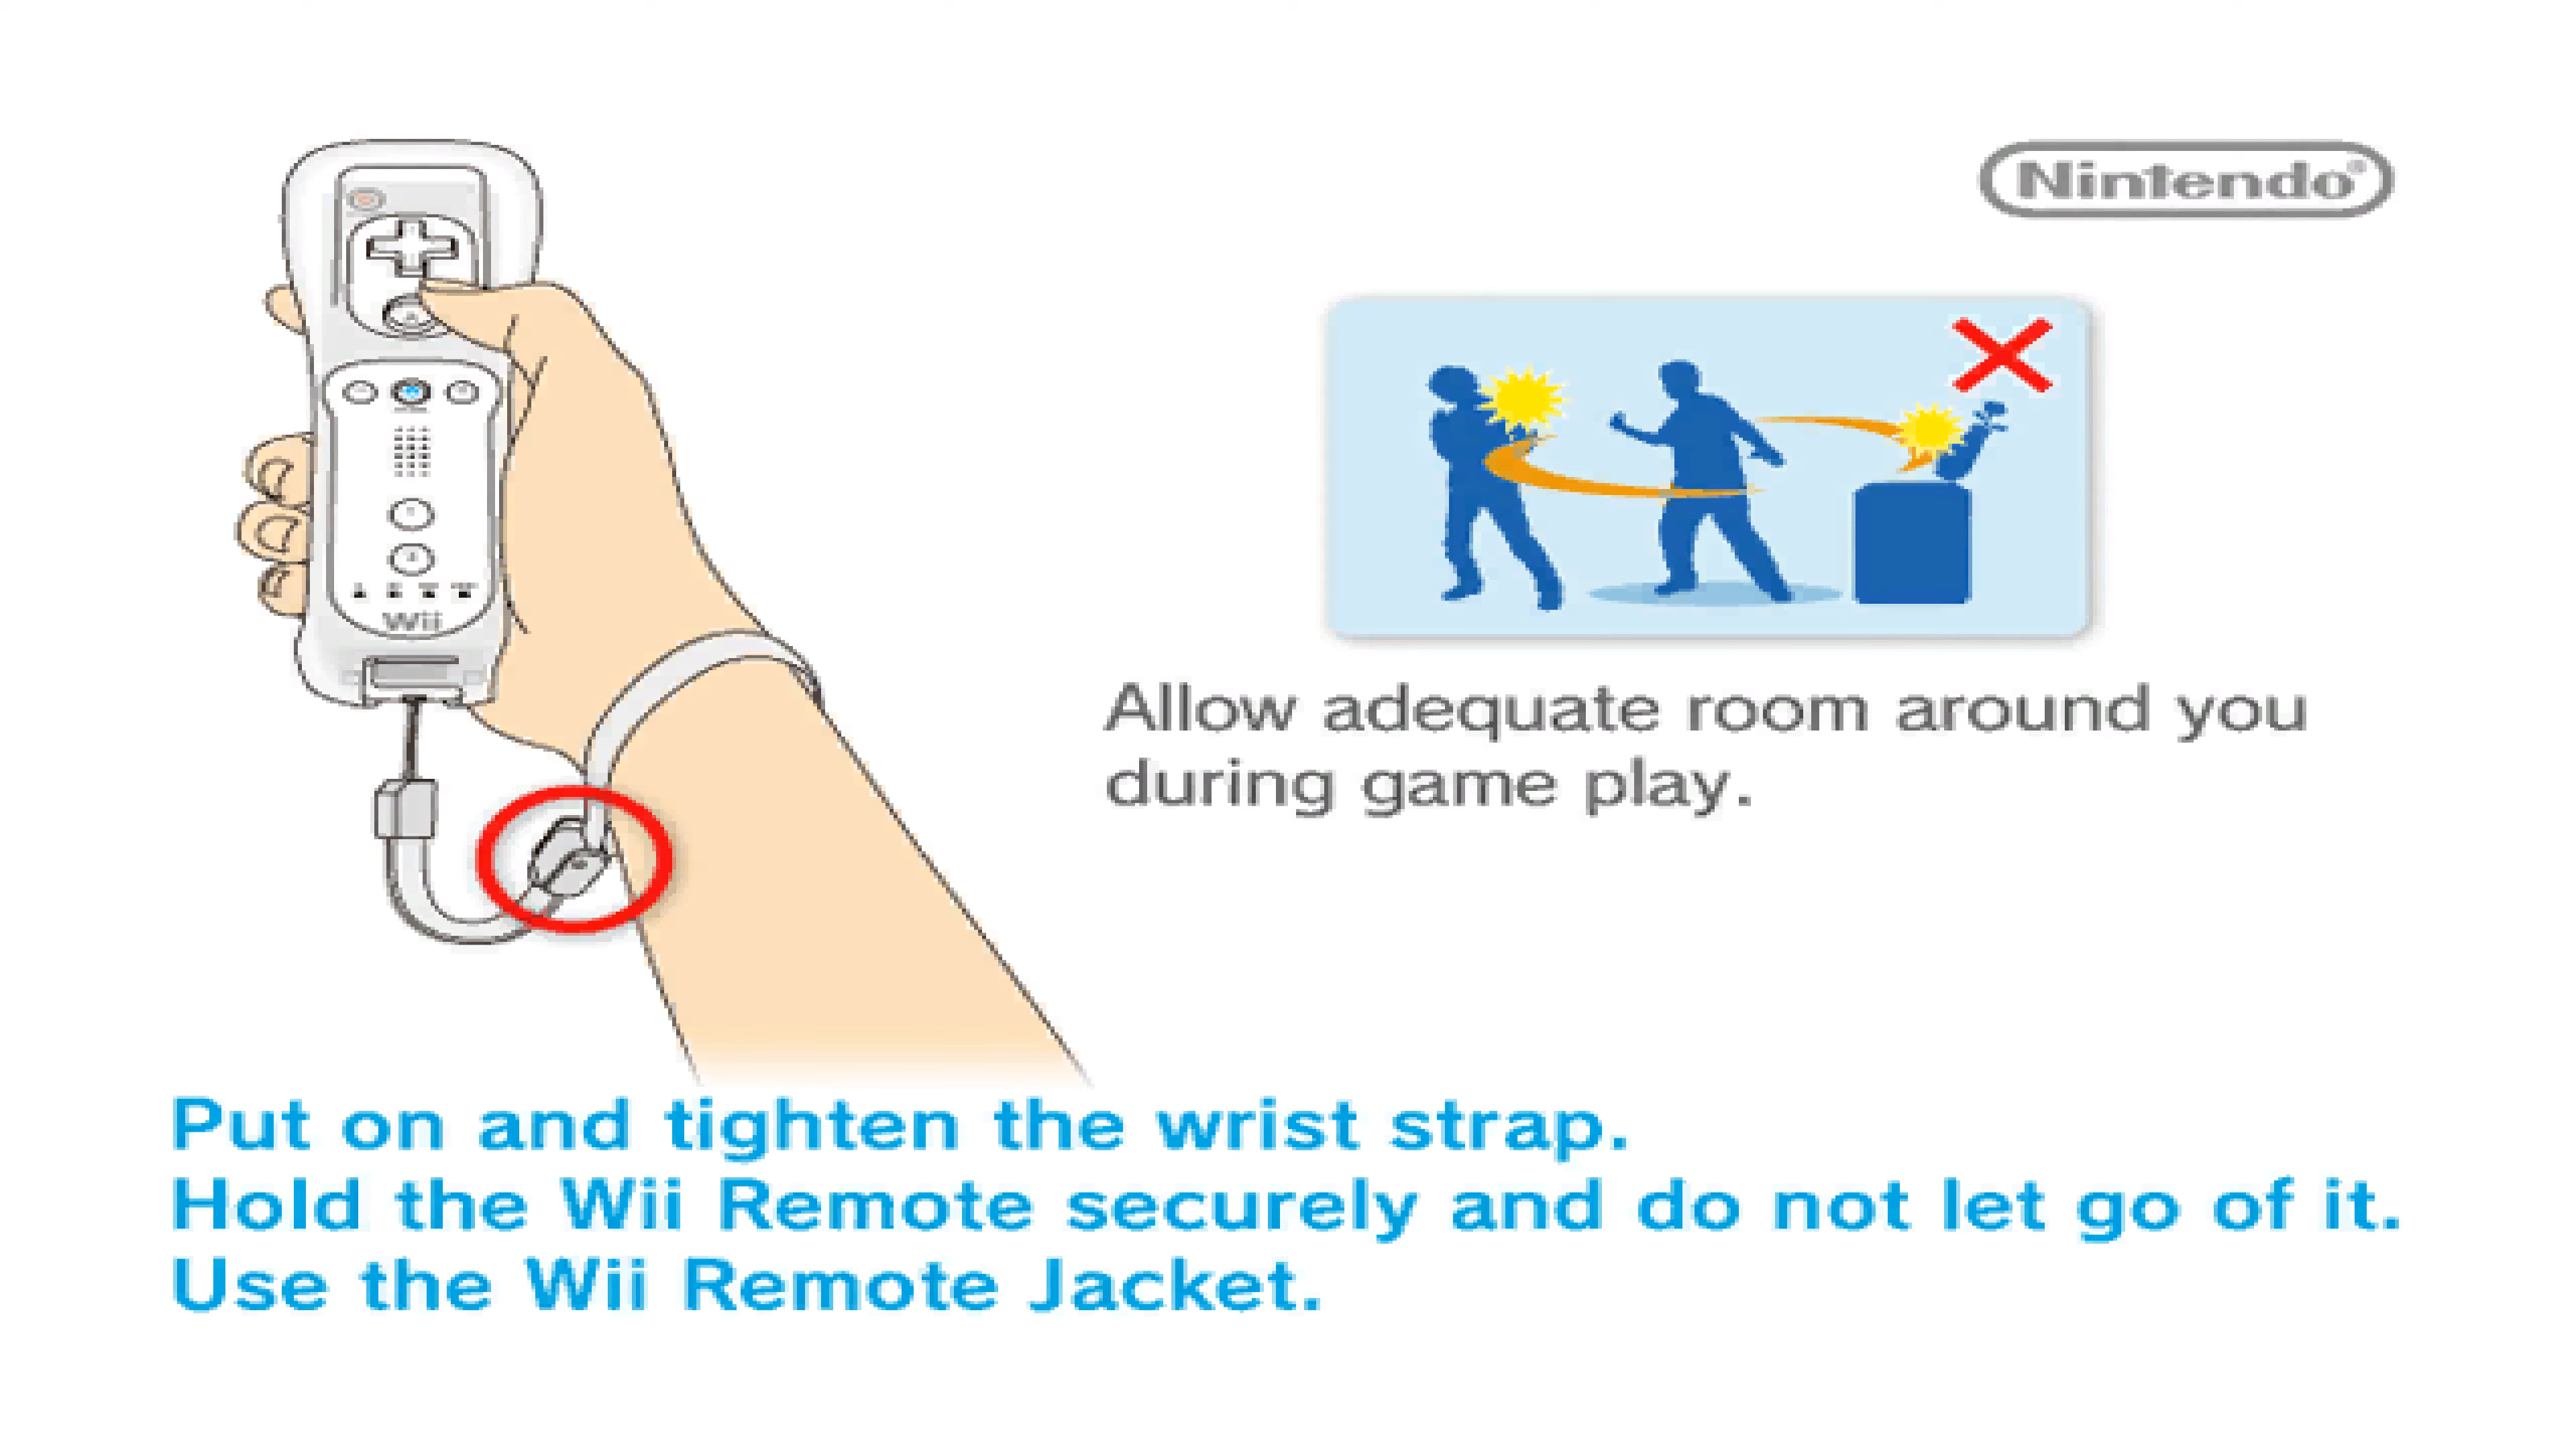 Nintendo®
Wii
Allow adequate room around you
during game play.
Put on and tighten the wrist strap.
Hold the Wii Remote securely and do not let go of it.
Use the Wii Remote Jacket.